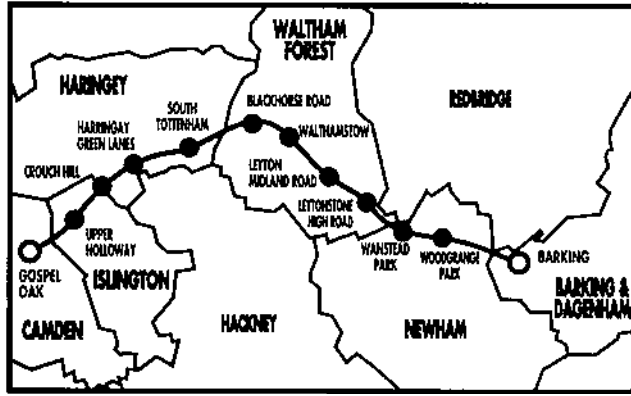 WALTHAM
FOREST
HARINGEY
REDBRIDGE
SOUTH
TOTTENHAM
BLACKHORSE ROAD
HARRINGAY
GREEN LANES
WALTHAMSTOW
CROUCH HILL
LEYTON
MIDLAND ROAD
LEYTONSTONE
HIGH ROAD
UPPER
HOLLOWAY
WANSTEAD
PARK
WOODGRANGE
PARK
BARKING
GOSPEL
OAK
ISLINGTON
BARKING &
DAGENHAM
CAMDEN
HACKNEY
NEWHAM